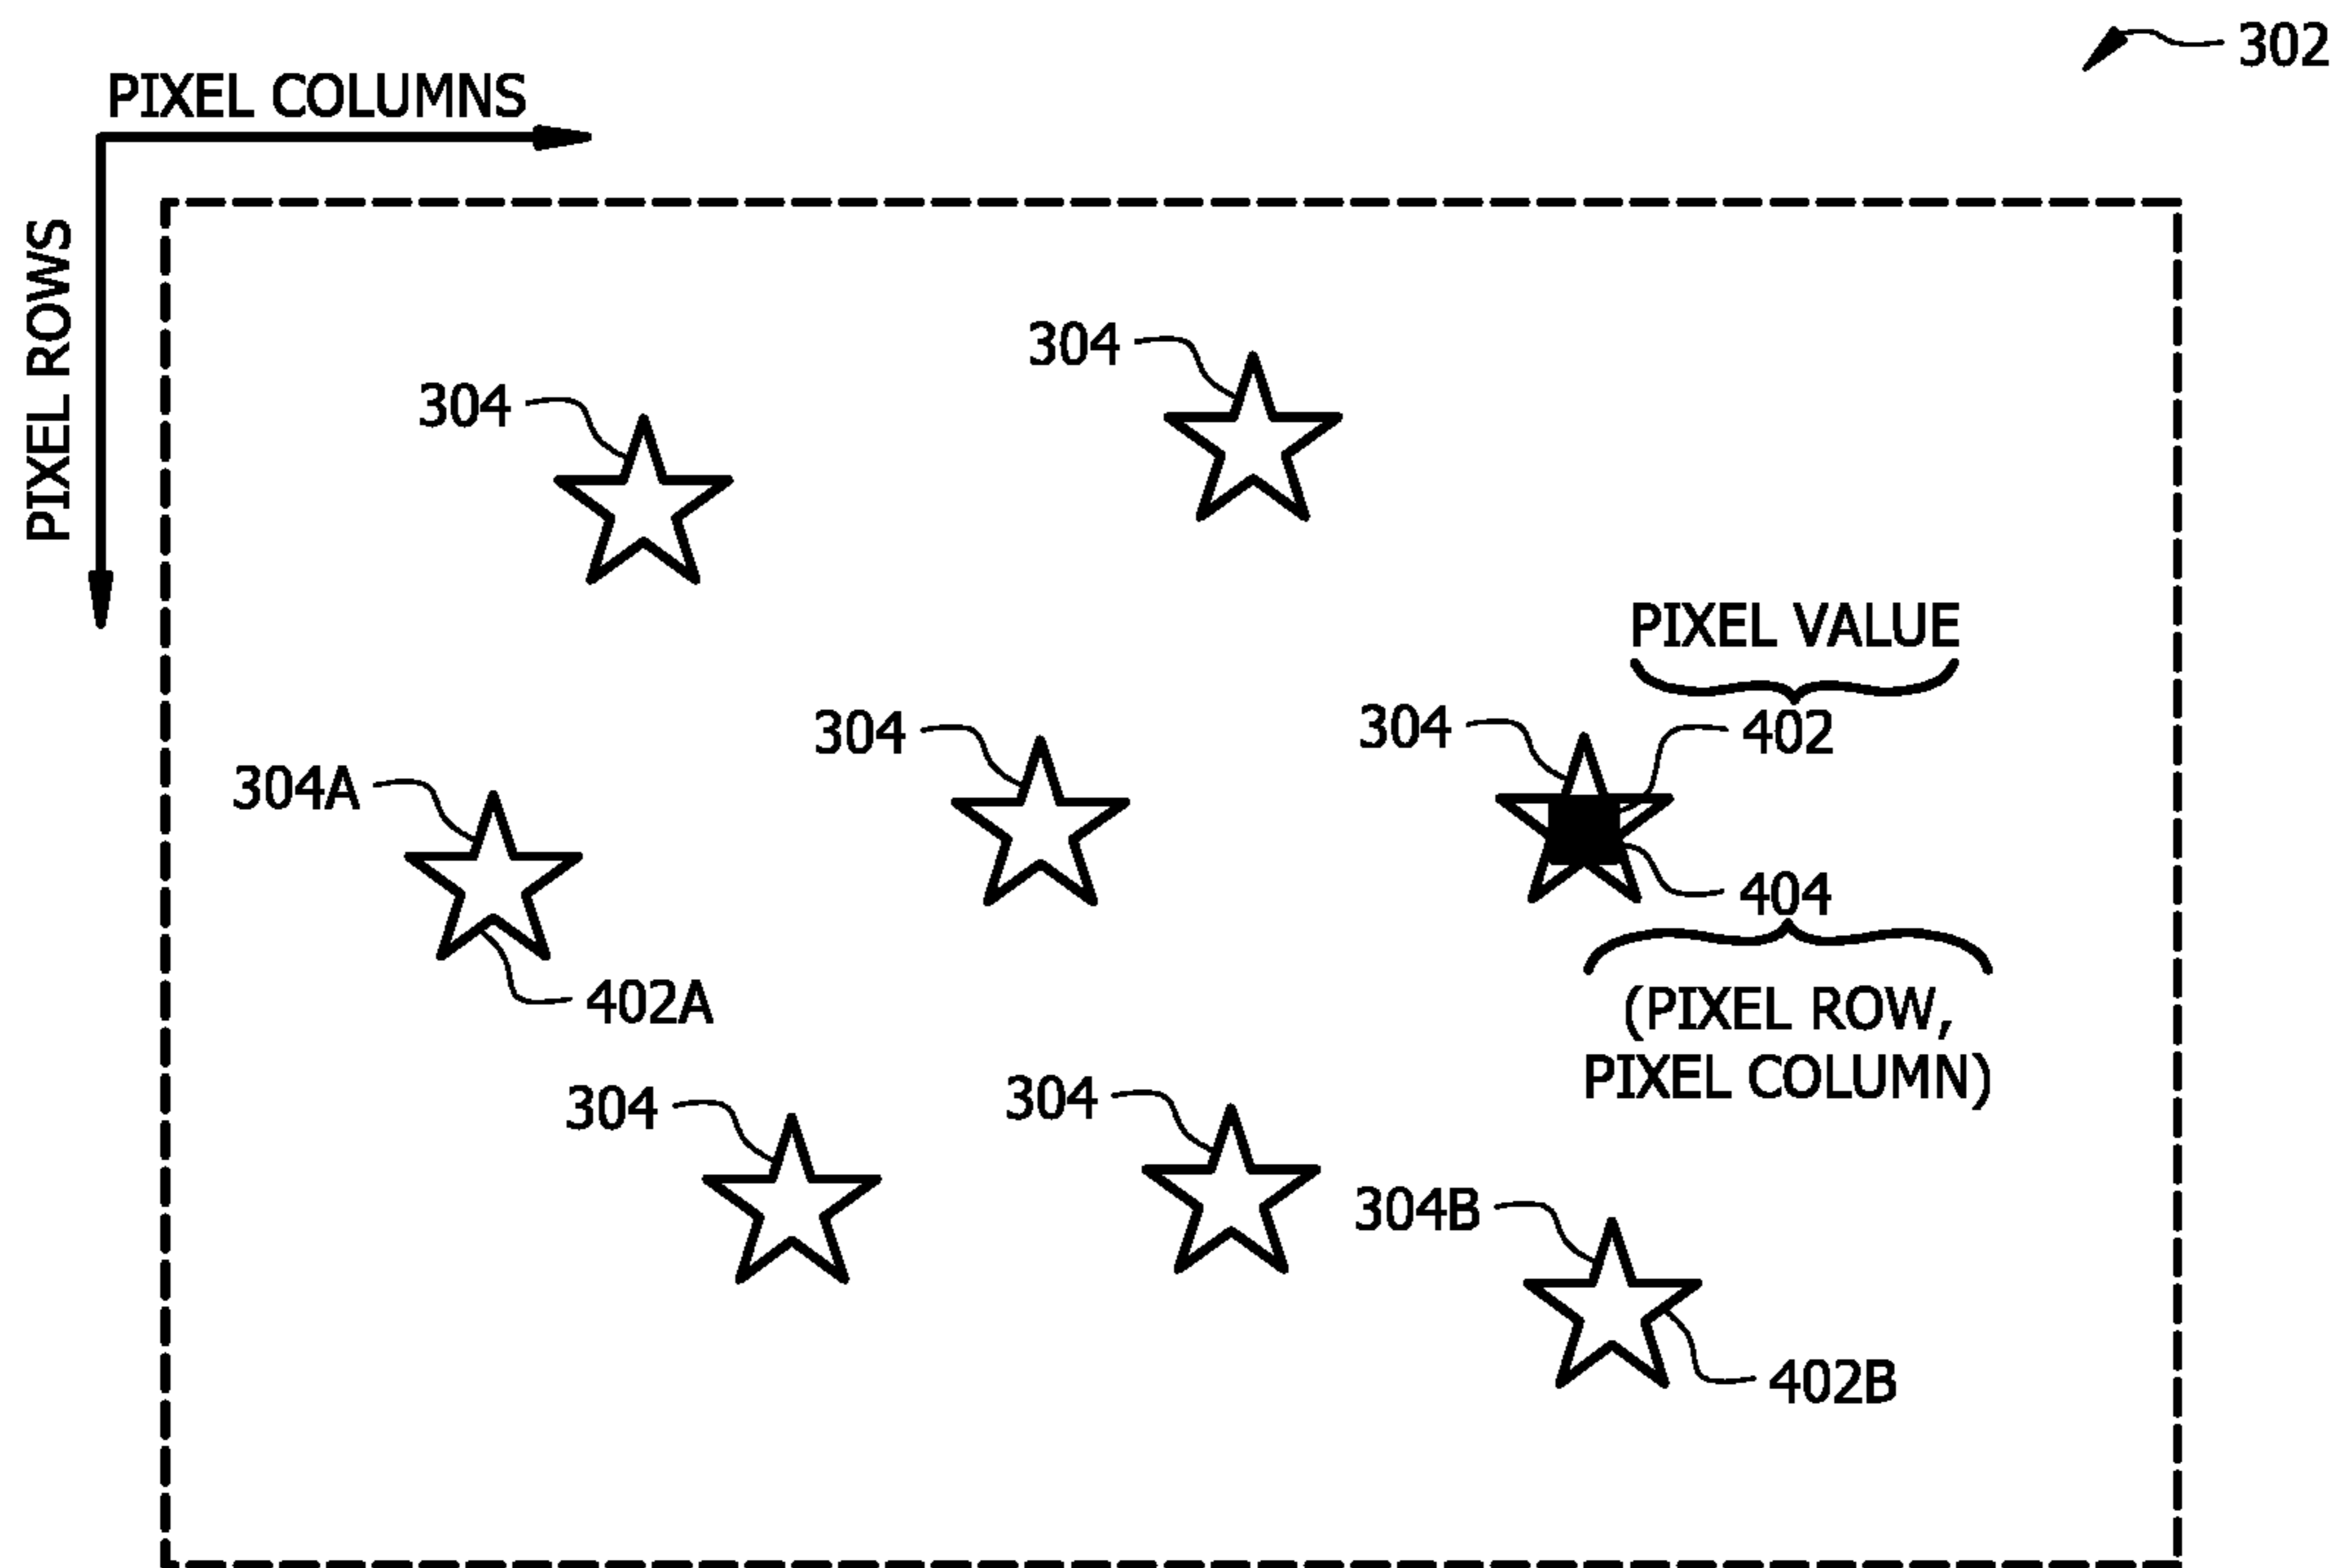 302
PIXEL COLUMNS
PIXEL ROWS
304
304
PIXEL VALUE
304
304
402
304A
404
402A
(PIXEL ROW,
PIXEL COLUMN)
304
304
304B
402B